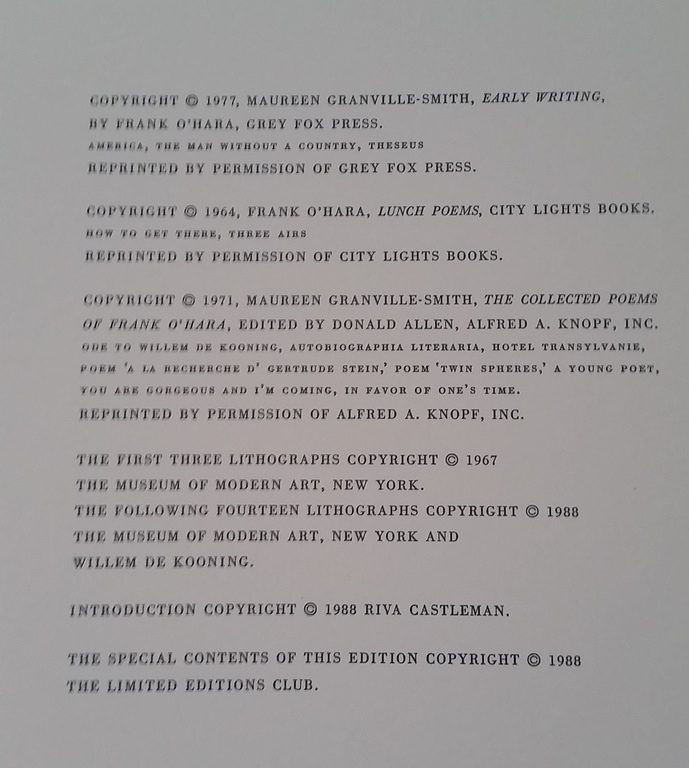 COPYRIGHT © 1977, MAUREEN GRANVILLE-SMITH, EARLY WRITING,
BY FRANK O'HARA, GREY FOX PRESS.
AMERICA, THE MAN WITHOUT A COUNTRY, THESEUS
REPRINTED BY PERMISSION OF GREY FOX PRESS.
COPYRIGHT © 1964, FRANK O'HARA, LUNCH POEMS, CITY LIGHTS BOOKS.
HOW TO GET THERE, THREE AIRS
REPRINTED BY PERMISSION OF CITY LIGHTS BOOKS.
COPYRIGHT © 1971, MAUREEN GRANVILLE-SMITH, THE COLLECTED POEMS
OF FRANK O'HARA, EDITED BY DONALD ALLEN, ALFRED A. KNOPF, INC.
ODE TO WILLEM DE KOONING, AUTOBIOGRAPHIA LITERARIA, HOTEL TRANSYLVANIE,
POEM 'A LA RECHERCHE D' GERTRUDE STEIN,' POEM 'TWIN SPHERES,' A YOUNG POET,
YOU ARE GORGEOUS AND I'M COMING, IN FAVOR OF ONE'S TIME.
REPRINTED BY PERMISSION OF ALFRED A. KNOPF, INC.
THE FIRST THREE LITHOGRAPHS COPYRIGHT © 1967
THE MUSEUM OF MODERN ART, NEW YORK.
THE FOLLOWING FOURTEEN LITHOGRAPHS COPYRIGHT © 1988
THE MUSEUM OF MODERN ART, NEW YORK AND
WILLEM DE KOONING.
INTRODUCTION COPYRIGHT © 1988 RIVA CASTLEMAN.
THE SPECIAL CONTENTS OF THIS EDITION COPYRIGHT © 1988
THE LIMITED EDITIONS CLUB.